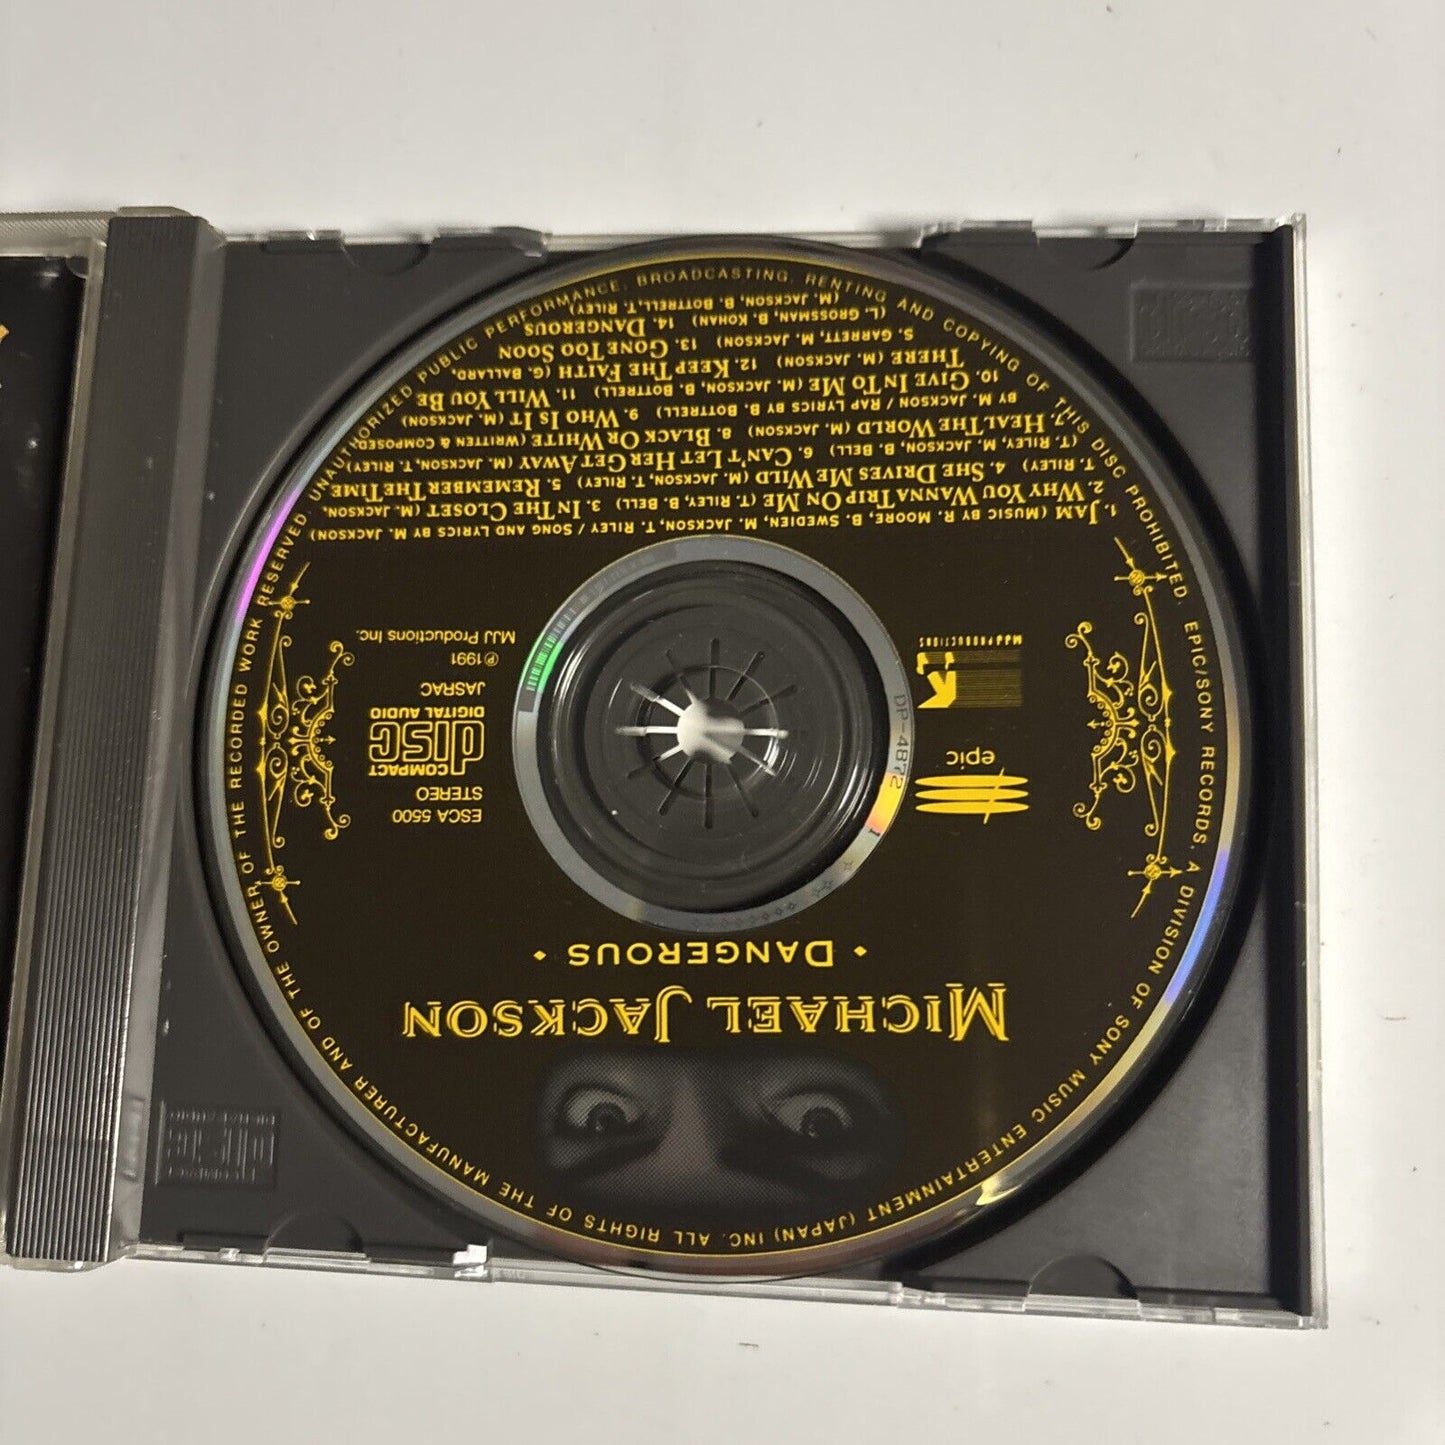 MICHAEL JACKSON
• DANGEROUS •
epic
MJJ PRODUCTIONS
ESCA 5500
STEREO
COMPACT
disc
DIGITAL AUDIO
JASRAC
℗1991
MJJ Productions Inc.
DP-4872 1
1. JAM (MUSIC BY R. MOORE, B. SWEDIEN, M. JACKSON, T. RILEY / SONG AND LYRICS BY M. JACKSON)
2. WHY YOU WANNA TRIP ON ME (T. RILEY, B. BELL) 3. IN THE CLOSET (M. JACKSON,
T. RILEY) 4. SHE DRIVES ME WILD (M. JACKSON, T. RILEY) 5. REMEMBER THE TIME
(T. RILEY, M. JACKSON, B. BELL) 6. CAN'T LET HER GET AWAY (M. JACKSON, T. RILEY)
7. HEAL THE WORLD (M. JACKSON) 8. BLACK OR WHITE (WRITTEN & COMPOSED
BY M. JACKSON / RAP LYRICS BY B. BOTTRELL) 9. WHO IS IT (M. JACKSON)
10. GIVE IN TO ME (M. JACKSON, B. BOTTRELL) 11. WILL YOU BE
THERE (M. JACKSON) 12. KEEP THE FAITH (G. BALLARD,
S. GARRETT, M. JACKSON) 13. GONE TOO SOON
(L. GROSSMAN, B. KOHAN) 14. DANGEROUS
(M. JACKSON, B. BOTTRELL, T. RILEY)
EPIC/SONY RECORDS, A DIVISION OF SONY MUSIC ENTERTAINMENT (JAPAN) INC. ALL RIGHTS OF THE MANUFACTURER AND OF THE OWNER OF THE RECORDED WORK RESERVED. UNAUTHORIZED PUBLIC PERFORMANCE, BROADCASTING, RENTING AND COPYING OF THIS DISC PROHIBITED.